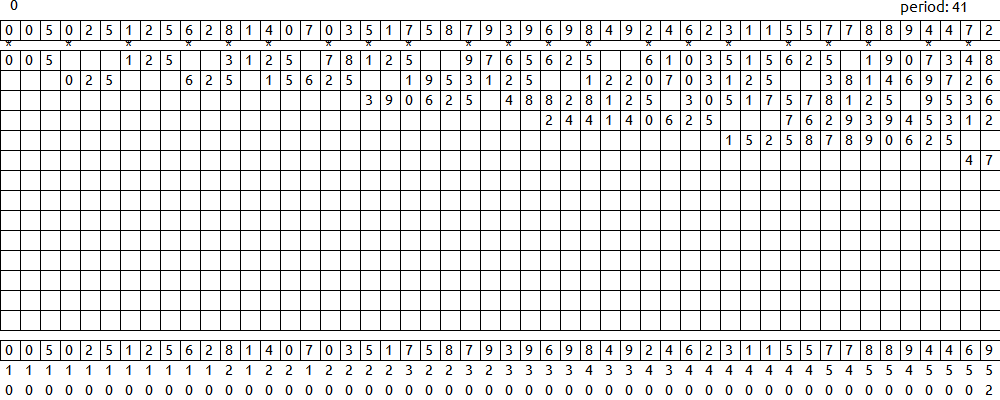 0 period: 41
0 0 5 0 2 5 1 2 5 6 2 8 1 4 0 7 0 3 5 1 7 5 8 7 9 3 9 6 9 8 4 9 2 4 6 2 3 1 1 5 5 7 7 8 8 9 4 4 7 2
* * * * * * * * * * * * * * * * * * * * *
0 0 5 1 2 5 3 1 2 5 7 8 1 2 5 9 7 6 5 6 2 5 6 1 0 3 5 1 5 6 2 5 1 9 0 7 3 4 8
0 2 5 6 2 5 1 5 6 2 5 1 9 5 3 1 2 5 1 2 2 0 7 0 3 1 2 5 3 8 1 4 6 9 7 2 6
3 9 0 6 2 5 4 8 8 2 8 1 2 5 3 0 5 1 7 5 7 8 1 2 5 9 5 3 6
2 4 4 1 4 0 6 2 5 7 6 2 9 3 9 4 5 3 1 2
1 5 2 5 8 7 8 9 0 6 2 5
4 7
0 0 5 0 2 5 1 2 5 6 2 8 1 4 0 7 0 3 5 1 7 5 8 7 9 3 9 6 9 8 4 9 2 4 6 2 3 1 1 5 5 7 7 8 8 9 4 4 6 9
1 1 1 1 1 1 1 1 1 1 1 2 1 2 2 1 2 2 2 2 3 2 2 3 2 3 3 3 3 4 3 3 4 3 4 4 4 4 4 4 4 5 4 5 5 4 5 5 5 5
0 0 0 0 0 0 0 0 0 0 0 0 0 0 0 0 0 0 0 0 0 0 0 0 0 0 0 0 0 0 0 0 0 0 0 0 0 0 0 0 0 0 0 0 0 0 0 0 0 2